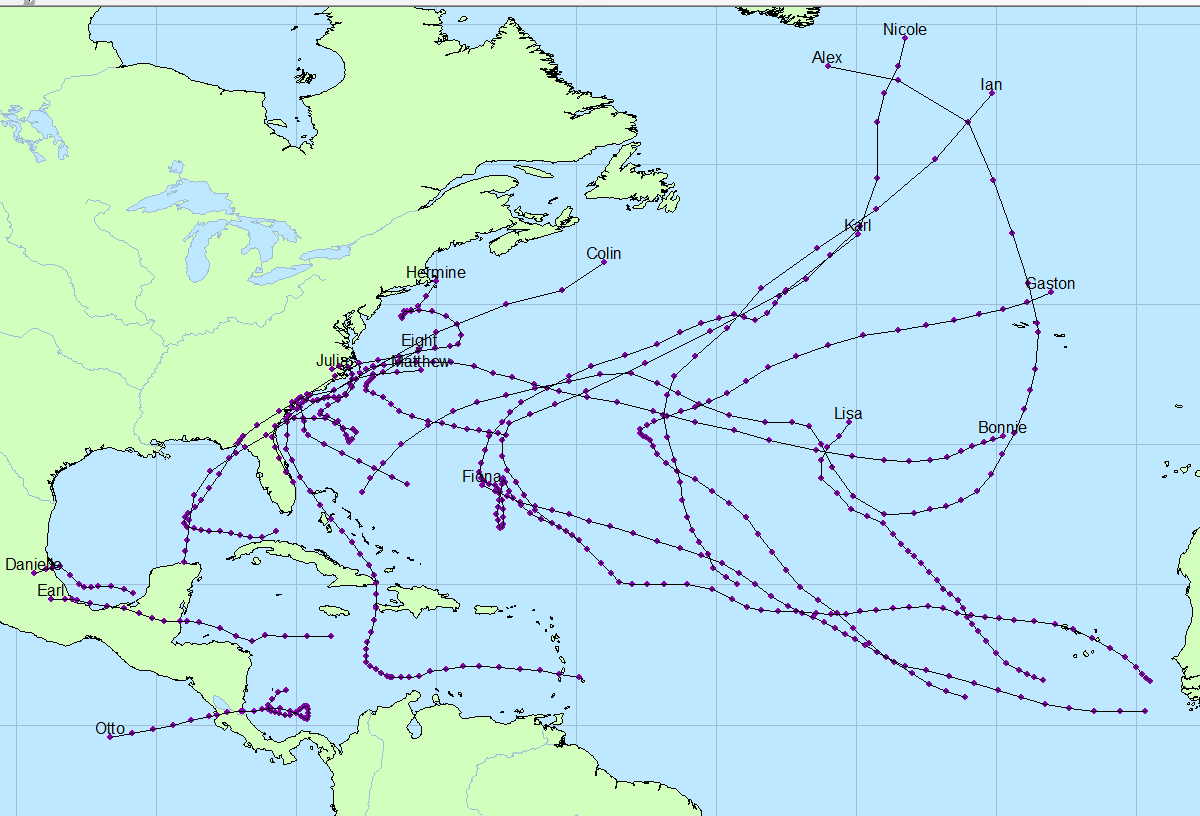 Nicole
Alex
Ian
Karl
Colin
Hermine
Gaston
Eight
Julia
Matthew
Lisa
Bonnie
Fiona
Danielle
Earl
Otto